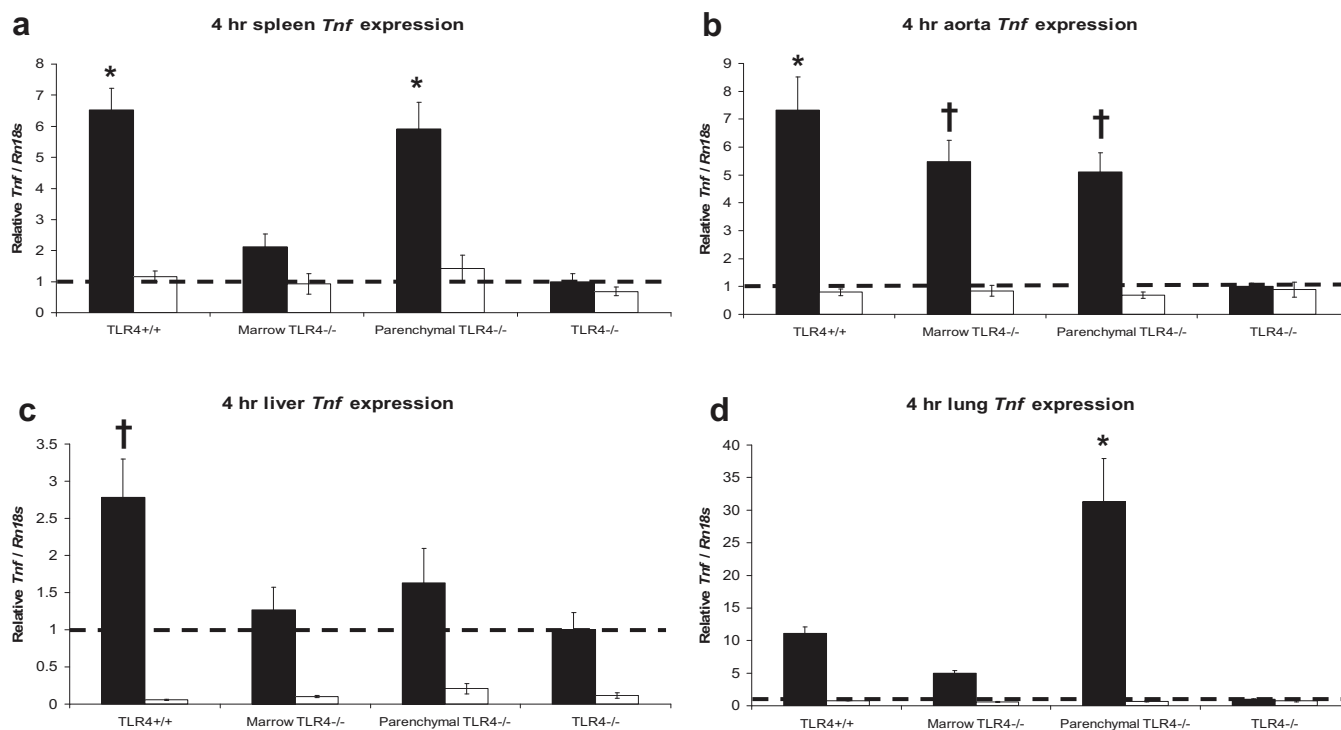 a
4 hr spleen Tnf expression
Relative Tnf / Rn18s
8
7
6
5
4
3
2
1
0
*
*
TLR4+/+ Marrow TLR4-/- Parenchymal TLR4-/- TLR4-/-
b
4 hr aorta Tnf expression
Relative Tnf / Rn18s
9
8
7
6
5
4
3
2
1
0
*
†
†
TLR4+/+ Marrow TLR4-/- Parenchymal TLR4-/- TLR4-/-
c
4 hr liver Tnf expression
Relative Tnf / Rn18s
3.5
3
2.5
2
1.5
1
0.5
0
†
TLR4+/+ Marrow TLR4-/- Parenchymal TLR4-/- TLR4-/-
d
4 hr lung Tnf expression
Relative Tnf / Rn18s
40
35
30
25
20
15
10
5
0
*
TLR4+/+ Marrow TLR4-/- Parenchymal TLR4-/- TLR4-/-